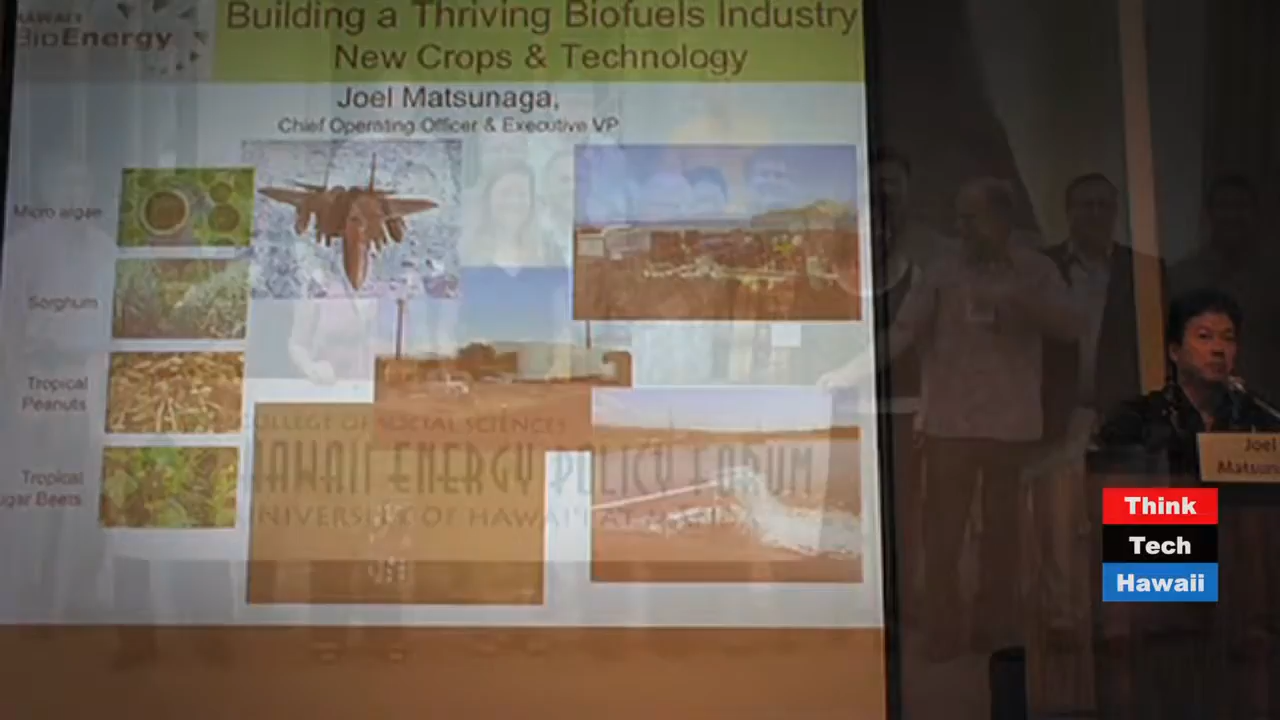 HAWAII
BioEnergy
Building a Thriving Biofuels Industry
New Crops & Technology
Joel Matsunaga,
Chief Operating Officer & Executive VP
Micro algae
Sorghum
Tropical
Peanuts
Tropical
ugar Beets
COLLEGE OF SOCIAL SCIENCES
HAWAII ENERGY POLICY FORUM
UNIVERSITY OF HAWAI'I AT MANOA
Joel
Matsun
Think
Tech
Hawaii